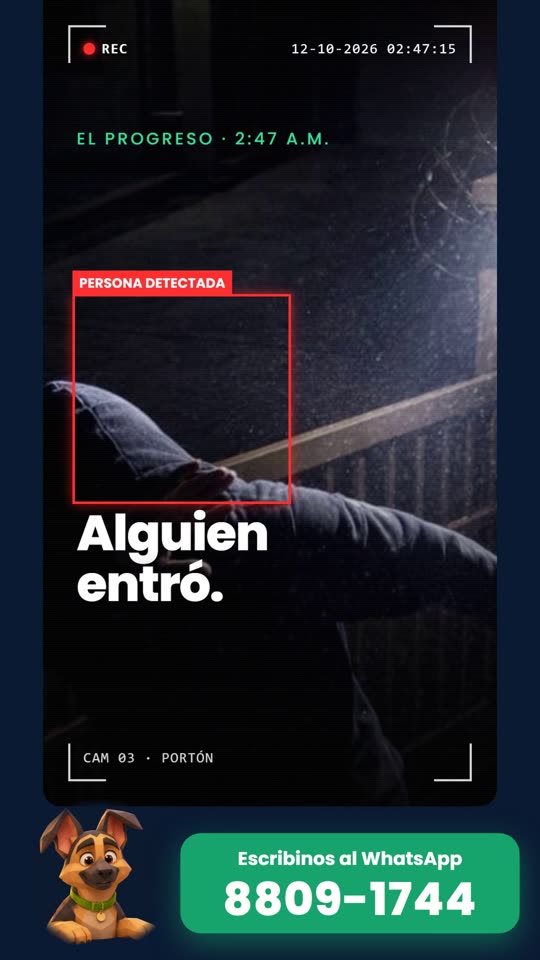 REC
12-10-2026 02:47:15
EL PROGRESO · 2:47 A.M.
PERSONA DETECTADA
Alguien
entró.
CAM 03 · PORTÓN
Escribinos al WhatsApp
8809-1744